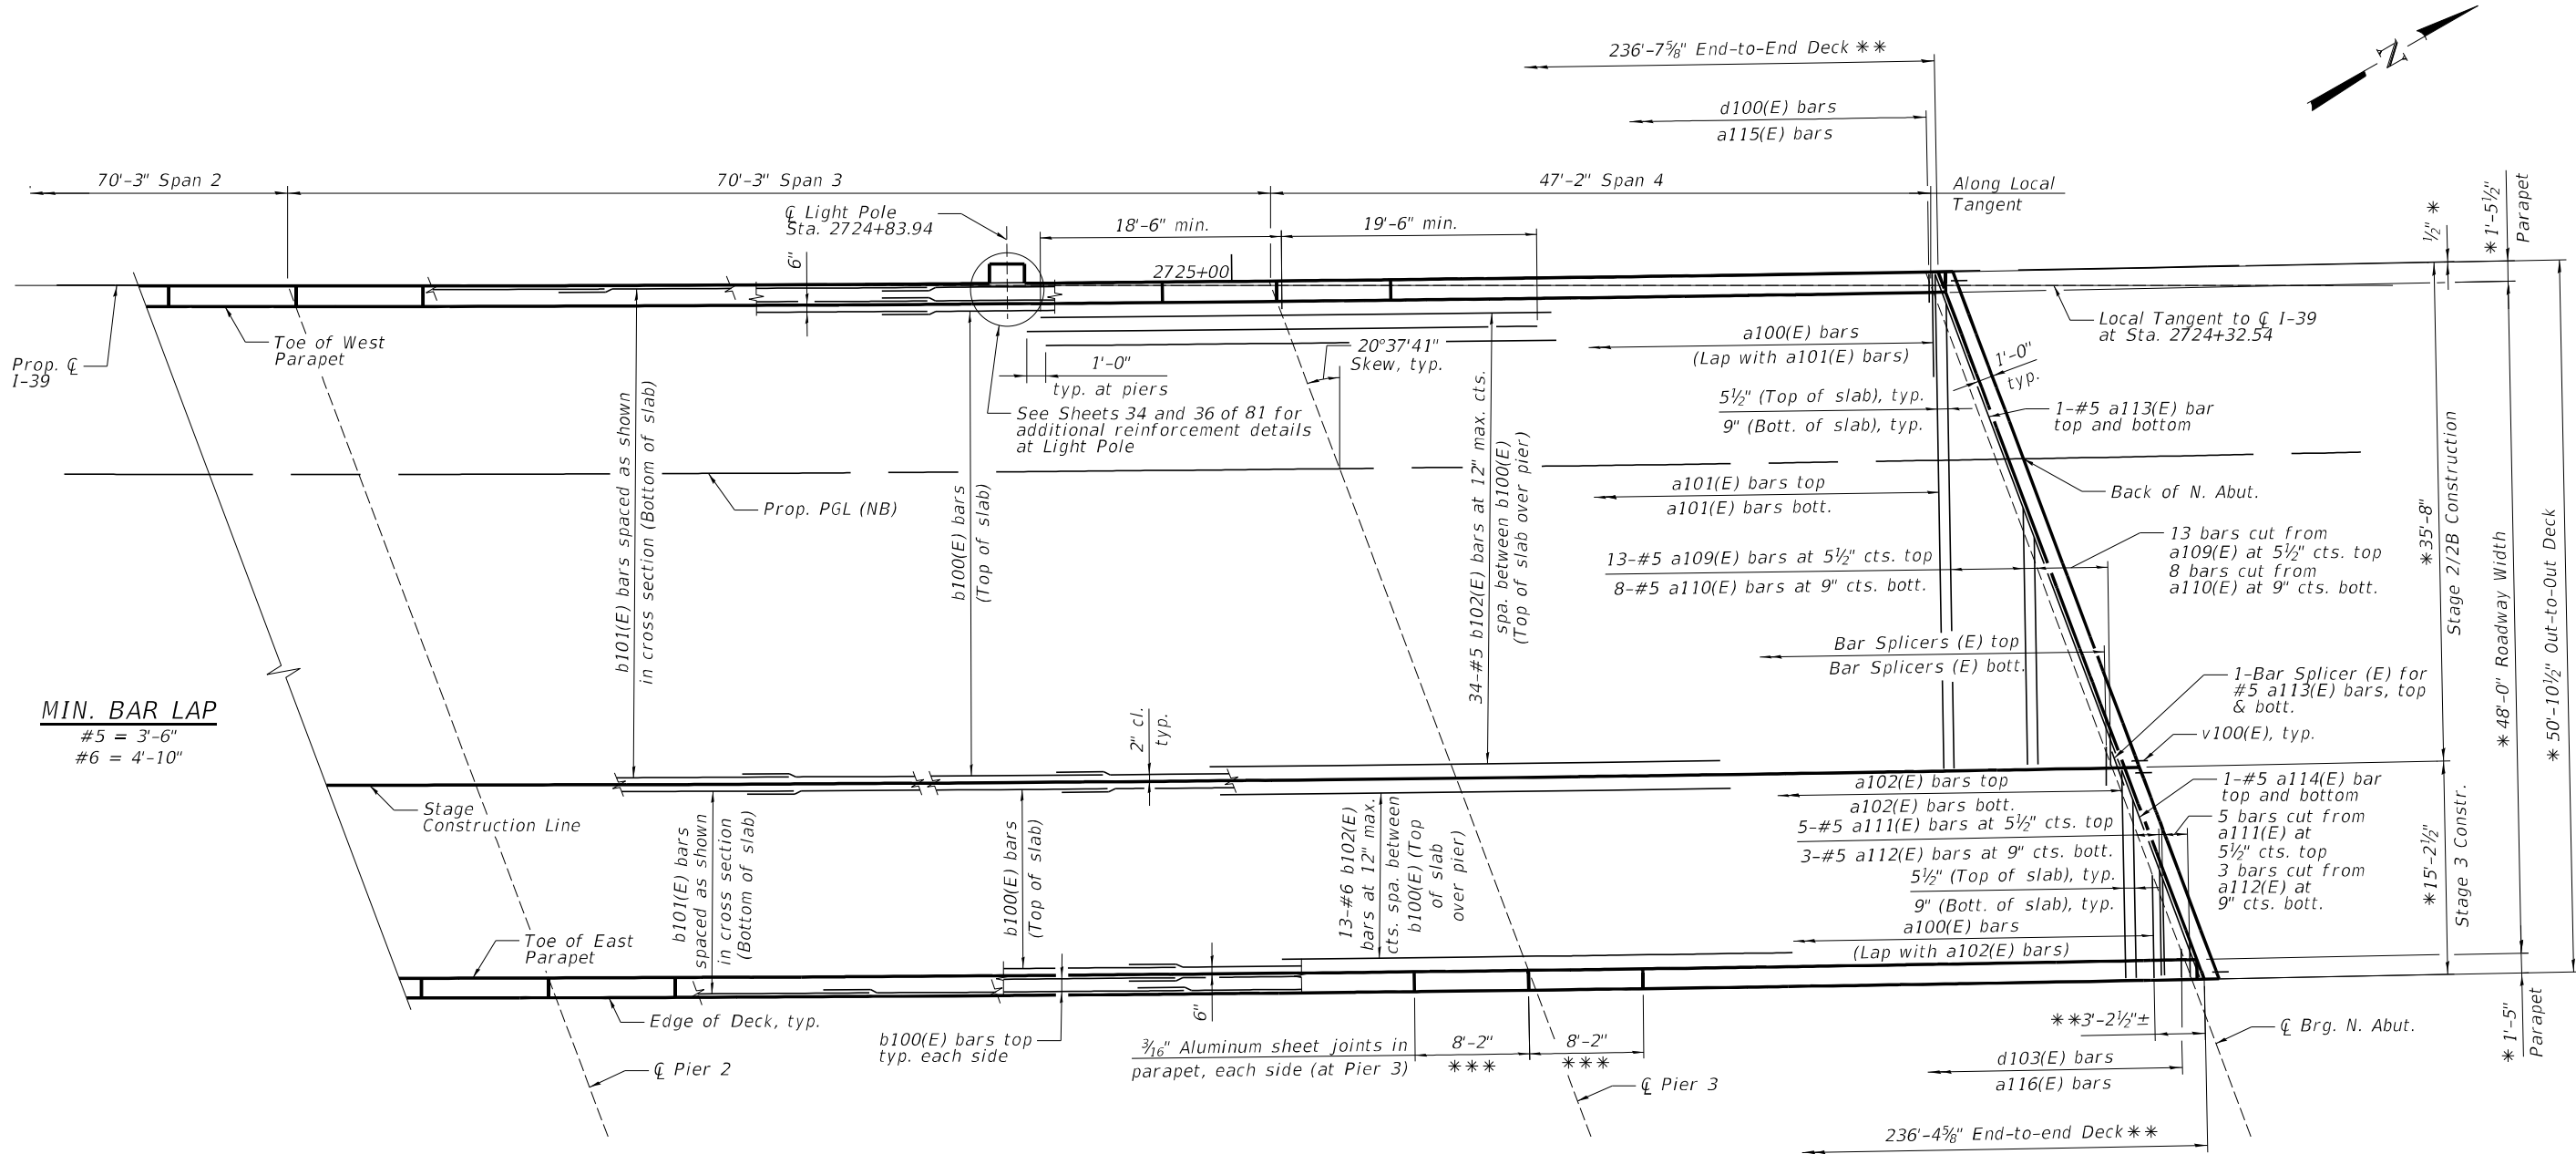 N
236'-7⅝" End-to-End Deck **
d100(E) bars
a115(E) bars
70'-3" Span 2
70'-3" Span 3
47'-2" Span 4
Along Local
Tangent
½" *
*1'-5½"
Parapet
℄ Light Pole
Sta. 2724+83.94
18'-6" min.
19'-6" min.
6"
2725+00
Prop. ℄
I-39
Toe of West
Parapet
1'-0"
typ. at piers
20°37'41"
Skew, typ.
See Sheets 34 and 36 of 81 for
additional reinforcement details
at Light Pole
a100(E) bars
(Lap with a101(E) bars)
Local Tangent to ℄ I-39
at Sta. 2724+32.54
1'-0"
typ.
5½" (Top of slab), typ.
9" (Bott. of slab), typ.
1-#5 a113(E) bar
top and bottom
b101(E) bars spaced as shown
in cross section (Bottom of slab)
b100(E) bars
(Top of slab)
34-#5 b102(E) bars at 12" max. cts.
spa. between b100(E)
(Top of slab over pier)
Prop. PGL (NB)
a101(E) bars top
a101(E) bars bott.
Back of N. Abut.
13-#5 a109(E) bars at 5½" cts. top
8-#5 a110(E) bars at 9" cts. bott.
13 bars cut from
a109(E) at 5½" cts. top
8 bars cut from
a110(E) at 9" cts. bott.
*35'-8"
Stage 2/2B Construction
* 48'-0" Roadway Width
* 50'-10½" Out-to-Out Deck
Bar Splicers (E) top
Bar Splicers (E) bott.
1-Bar Splicer (E) for
#5 a113(E) bars, top
& bott.
v100(E), typ.
MIN. BAR LAP
#5 = 3'-6"
#6 = 4'-10"
2" cl.
typ.
Stage
Construction Line
a102(E) bars top
a102(E) bars bott.
1-#5 a114(E) bar
top and bottom
5-#5 a111(E) bars at 5½" cts. top
3-#5 a112(E) bars at 9" cts. bott.
5 bars cut from
a111(E) at
5½" cts. top
3 bars cut from
a112(E) at
9" cts. bott.
*15'-2½"
Stage 3 Constr.
b101(E) bars
spaced as shown
in cross section
(Bottom of slab)
b100(E) bars
(Top of slab)
13-#6 b102(E)
bars at 12" max.
cts. spa. between
b100(E) (Top
of slab
over pier)
5½" (Top of slab), typ.
9" (Bott. of slab), typ.
a100(E) bars
(Lap with a102(E) bars)
Toe of East
Parapet
Edge of Deck, typ.
b100(E) bars top
typ. each side
6"
3/16" Aluminum sheet joints in
parapet, each side (at Pier 3)
8'-2"
***
8'-2"
***
**3'-2½"±
℄ Brg. N. Abut.
* 1'-5"
Parapet
d103(E) bars
a116(E) bars
℄ Pier 2
℄ Pier 3
236'-4⅝" End-to-end Deck **